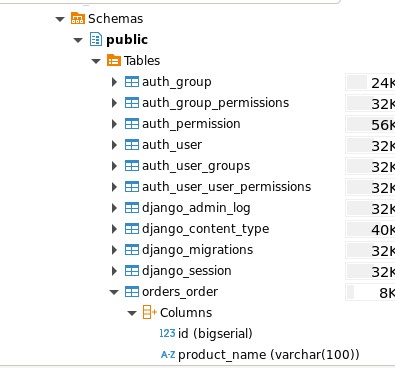 Schemas
public
Tables
auth_group 24K
auth_group_permissions 32K
auth_permission 56K
auth_user 32K
auth_user_groups 32K
auth_user_user_permissions 32K
django_admin_log 32K
django_content_type 40K
django_migrations 32K
django_session 32K
orders_order 8K
Columns
123 id (bigserial)
A-Z product_name (varchar(100))